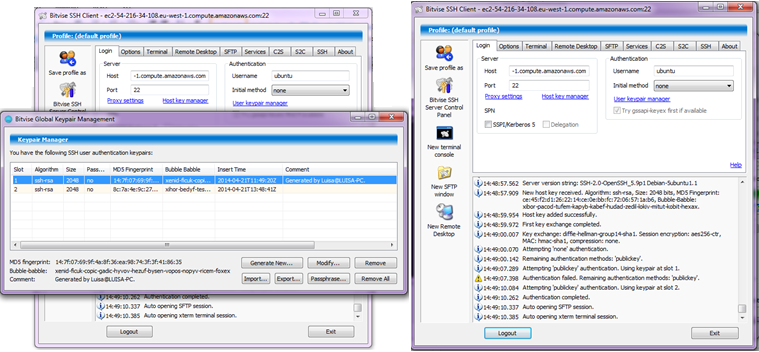 Bitvise SSH Client - ec2-54-216-34-108.eu-west-1.compute.amazonaws.com:22
Profile: (default profile)
Save profile as
Bitvise SSH
Server Control
Login Options Terminal Remote Desktop SFTP Services C2S S2C SSH About
Server
Host -1.compute.amazonaws.com
Port 22
Proxy settings Host key manager
Authentication
Username ubuntu
Initial method none
User keypair manager
Bitvise Global Keypair Management
Keypair Manager
You have the following SSH user authentication keypairs:
Slot Algorithm Size Pass... MD5 Fingerprint Bubble Babble Insert Time Comment
1 ssh-rsa 2048 no 14:7f:07:69:9f... xenid-ficuk-copi... 2014-04-21T11:49:20Z Generated by Luisa@LUISA-PC.
2 ssh-rsa 2048 no 8c:7a:4e:9c:27... xihor-bedyf-tes... 2014-04-21T13:48:41Z
MD5 fingerprint: 14:7f:07:69:9f:4a:8f:36:ea:98:74:3f:3f:41:86:35
Bubble-babble: xenid-ficuk-copic-gadic-hyvov-hezuf-bysen-vopos-nopyv-ricem-foxex
Comment: Generated by Luisa@LUISA-PC.
Generate New... Modify... Remove
Import... Export... Passphrase... Remove All
14:49:10.262 Authentication completed.
14:49:10.337 Auto opening SFTP session.
14:49:10.385 Auto opening xterm terminal session.
Logout Exit
Bitvise SSH Client - ec2-54-216-34-108.eu-west-1.compute.amazonaws.com:22
Profile: (default profile)
Save profile as
Bitvise SSH
Server Control
Panel
New terminal
console
New SFTP
window
New Remote
Desktop
Login Options Terminal Remote Desktop SFTP Services C2S S2C SSH About
Server
Host -1.compute.amazonaws.com
Port 22
Proxy settings Host key manager
SPN
SSPI/Kerberos 5 Delegation
Authentication
Username ubuntu
Initial method none
User keypair manager
Try gssapi-keyex first if available
Help
14:48:57.562 Server version string: SSH-2.0-OpenSSH_5.9p1 Debian-5ubuntu1.1
14:48:57.909 New host key received. Algorithm: ssh-rsa, Size: 2048 bits, MD5 Fingerprint:
ce:45:f2:d1:26:22:14:ce:0e:bb:fc:72:06:57:1a:b6, Bubble-Babble:
xibor-pacod-tufem-kapyb-kabef-hudad-zedil-lokiv-mitut-kobit-hexax.
14:48:59.954 Host key added successfully.
14:48:59.973 First key exchange completed.
14:49:00.007 Key exchange: diffie-hellman-group14-sha1. Session encryption: aes256-ctr,
MAC: hmac-sha1, compression: none.
14:49:00.070 Attempting 'none' authentication.
14:49:00.142 Remaining authentication methods: 'publickey'.
14:49:07.289 Attempting 'publickey' authentication. Using keypair at slot 1.
14:49:07.398 Authentication failed. Remaining authentication methods: 'publickey'.
14:49:10.084 Attempting 'publickey' authentication. Using keypair at slot 2.
14:49:10.262 Authentication completed.
14:49:10.337 Auto opening SFTP session.
14:49:10.385 Auto opening xterm terminal session.
Logout Exit